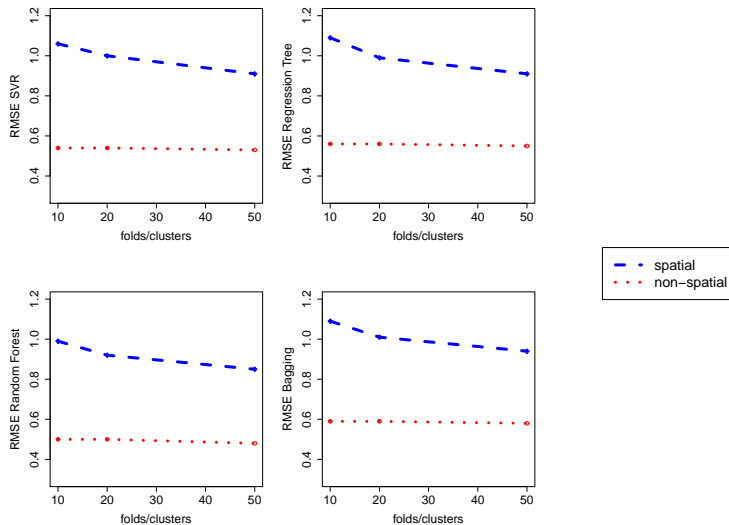 RMSE SVR
0.4 0.6 0.8 1.0 1.2
10 20 30 40 50
folds/clusters
RMSE Regression Tree
0.4 0.6 0.8 1.0 1.2
10 20 30 40 50
folds/clusters
RMSE Random Forest
0.4 0.6 0.8 1.0 1.2
10 20 30 40 50
folds/clusters
RMSE Bagging
0.4 0.6 0.8 1.0 1.2
10 20 30 40 50
folds/clusters
spatial
non−spatial